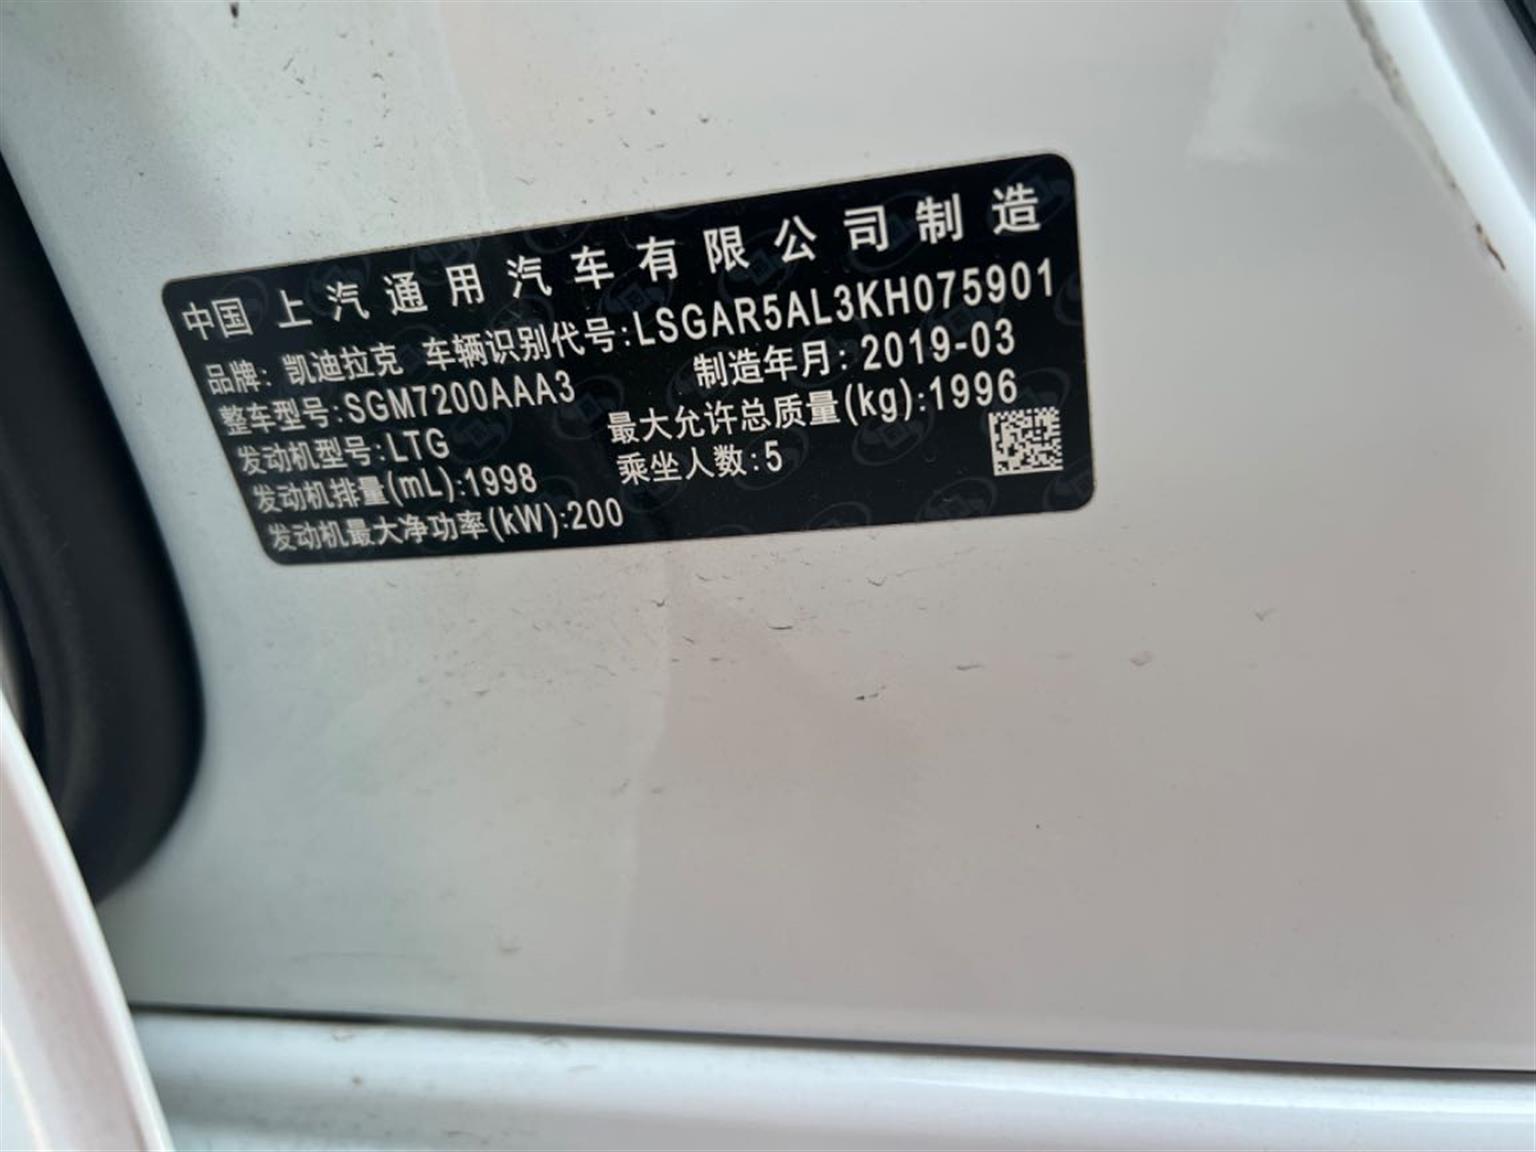 中国 上汽通用汽车有限公司制造
品牌: 凯迪拉克 车辆识别代号:LSGAR5AL3KH075901
整车型号:SGM7200AAA3 制造年月: 2019-03
发动机型号:LTG 最大允许总质量(kg):1996
发动机排量(mL):1998 乘坐人数:5
发动机最大净功率(kW):200